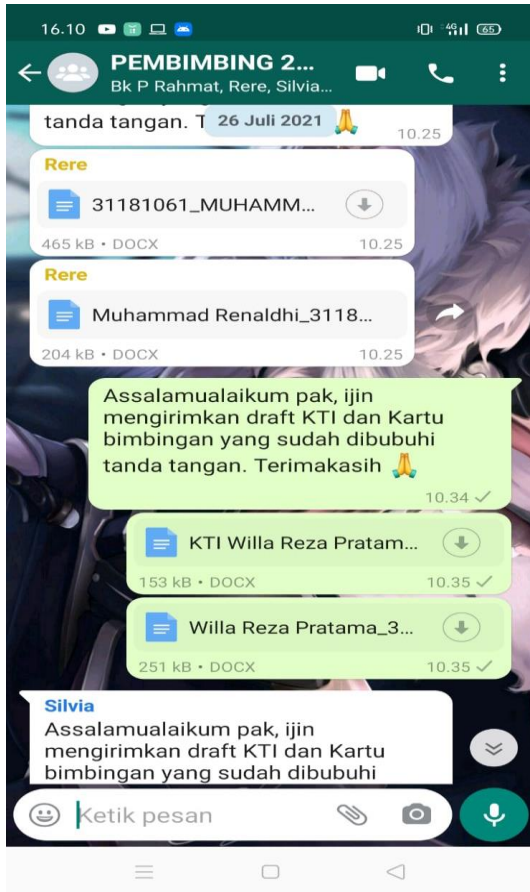 16.10
4G
65
PEMBIMBING 2...
Bk P Rahmat, Rere, Silvia...
tanda tangan. T
26 Juli 2021
10.25
Rere
31181061_MUHAMM...
465 kB • DOCX
10.25
Rere
Muhammad Renaldhi_3118...
204 kB • DOCX
10.25
Assalamualaikum pak, ijin
mengirimkan draft KTI dan Kartu
bimbingan yang sudah dibubuhi
tanda tangan. Terimakasih 🙏
10.34
KTI Willa Reza Pratam...
153 kB • DOCX
10.35
Willa Reza Pratama_3...
251 kB • DOCX
10.35
Silvia
Assalamualaikum pak, ijin
mengirimkan draft KTI dan Kartu
bimbingan yang sudah dibubuhi
Ketik pesan